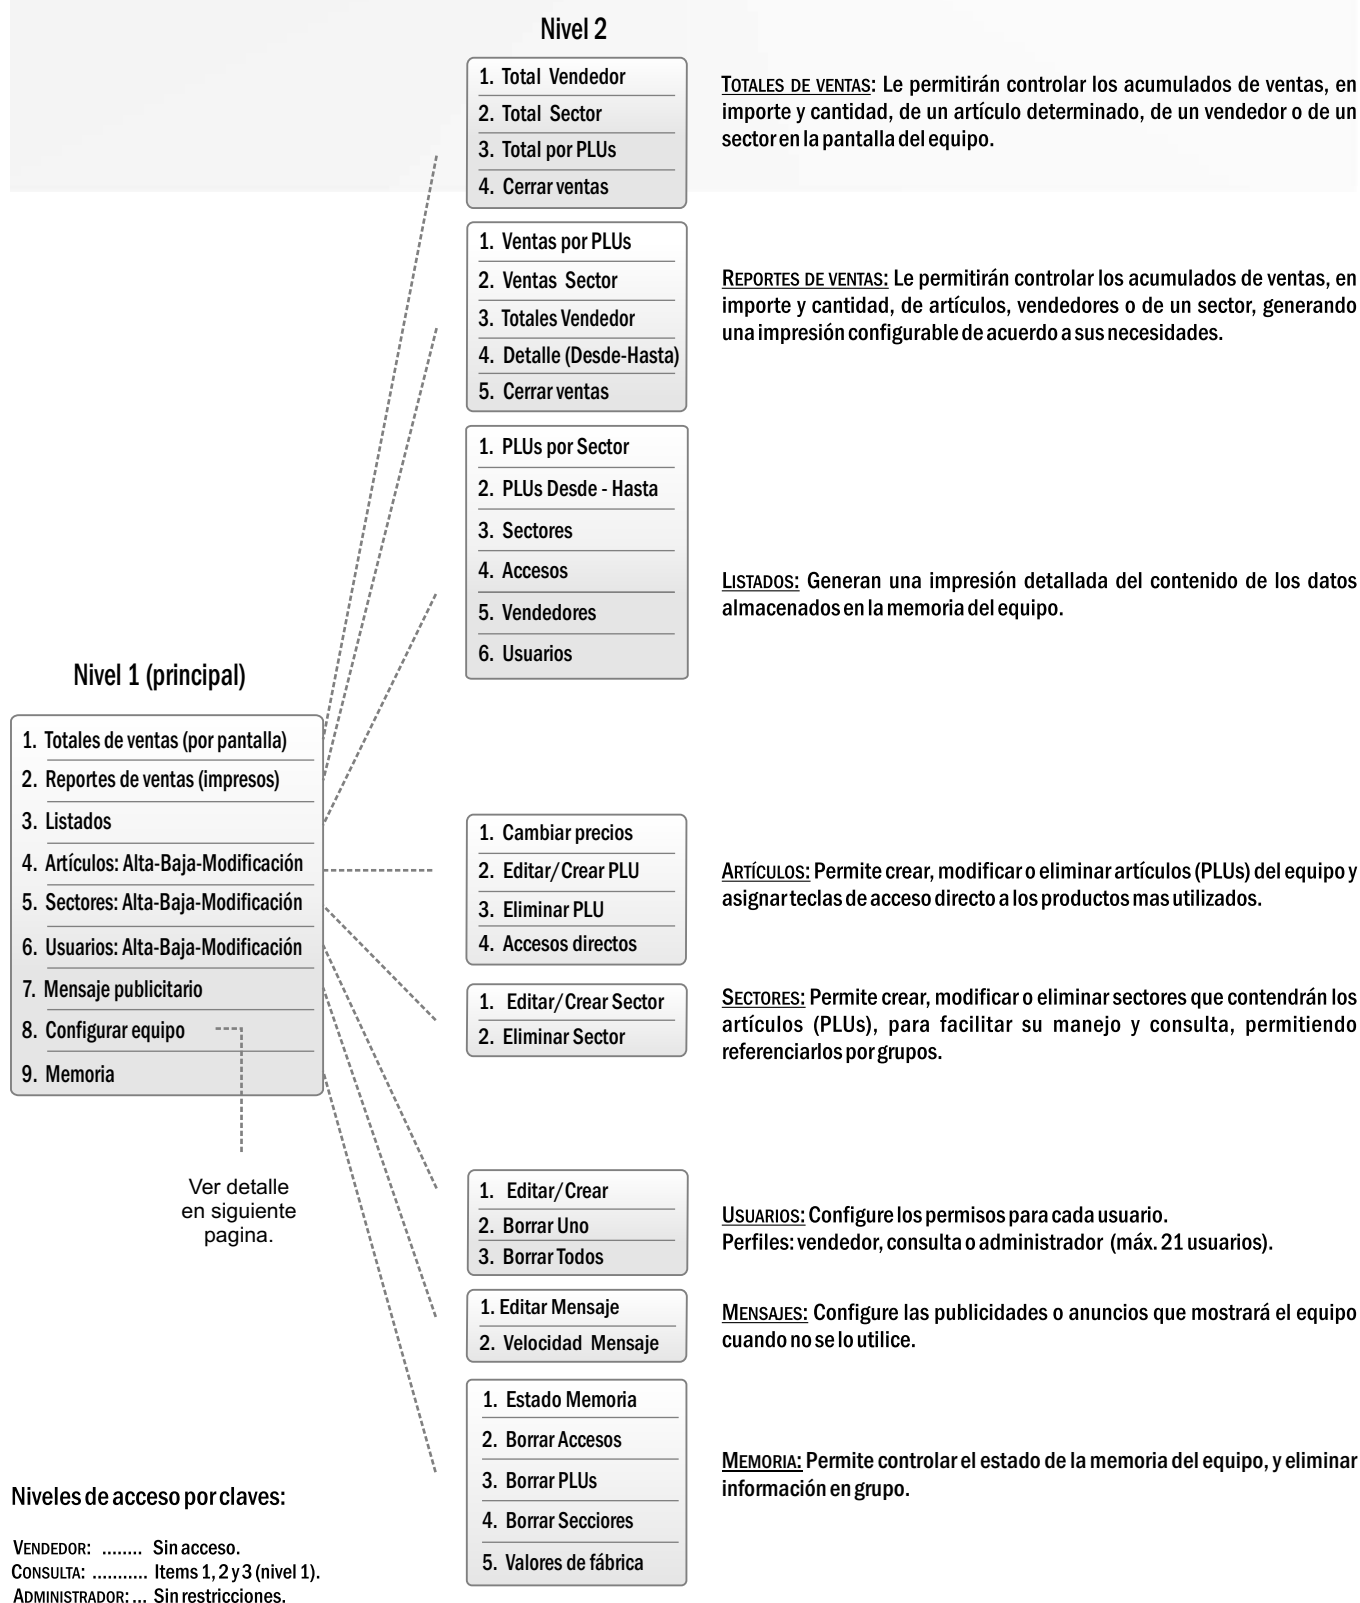 Nivel 2
1. Total Vendedor
2. Total Sector
3. Total por PLUs
4. Cerrar ventas
TOTALES DE VENTAS: Le permitirán controlar los acumulados de ventas, en
importe y cantidad, de un artículo determinado, de un vendedor o de un
sector en la pantalla del equipo.
1. Ventas por PLUs
2. Ventas Sector
3. Totales Vendedor
4. Detalle (Desde-Hasta)
5. Cerrar ventas
REPORTES DE VENTAS: Le permitirán controlar los acumulados de ventas, en
importe y cantidad, de artículos, vendedores o de un sector, generando
una impresión configurable de acuerdo a sus necesidades.
1. PLUs por Sector
2. PLUs Desde - Hasta
3. Sectores
4. Accesos
5. Vendedores
6. Usuarios
LISTADOS: Generan una impresión detallada del contenido de los datos
almacenados en la memoria del equipo.
Nivel 1 (principal)
1. Totales de ventas (por pantalla)
2. Reportes de ventas (impresos)
3. Listados
4. Artículos: Alta-Baja-Modificación
5. Sectores: Alta-Baja-Modificación
6. Usuarios: Alta-Baja-Modificación
7. Mensaje publicitario
8. Configurar equipo
9. Memoria
Ver detalle
en siguiente
pagina.
1. Cambiar precios
2. Editar/Crear PLU
3. Eliminar PLU
4. Accesos directos
ARTÍCULOS: Permite crear, modificar o eliminar artículos (PLUs) del equipo y
asignar teclas de acceso directo a los productos mas utilizados.
1. Editar/Crear Sector
2. Eliminar Sector
SECTORES: Permite crear, modificar o eliminar sectores que contendrán los
artículos (PLUs), para facilitar su manejo y consulta, permitiendo
referenciarlos por grupos.
1. Editar/Crear
2. Borrar Uno
3. Borrar Todos
USUARIOS: Configure los permisos para cada usuario.
Perfiles: vendedor, consulta o administrador (máx. 21 usuarios).
1. Editar Mensaje
2. Velocidad Mensaje
MENSAJES: Configure las publicidades o anuncios que mostrará el equipo
cuando no se lo utilice.
1. Estado Memoria
2. Borrar Accesos
3. Borrar PLUs
4. Borrar Secciores
5. Valores de fábrica
MEMORIA: Permite controlar el estado de la memoria del equipo, y eliminar
información en grupo.
Niveles de acceso por claves:
VENDEDOR: ........ Sin acceso.
CONSULTA: ........... Items 1, 2 y 3 (nivel 1).
ADMINISTRADOR: ... Sin restricciones.